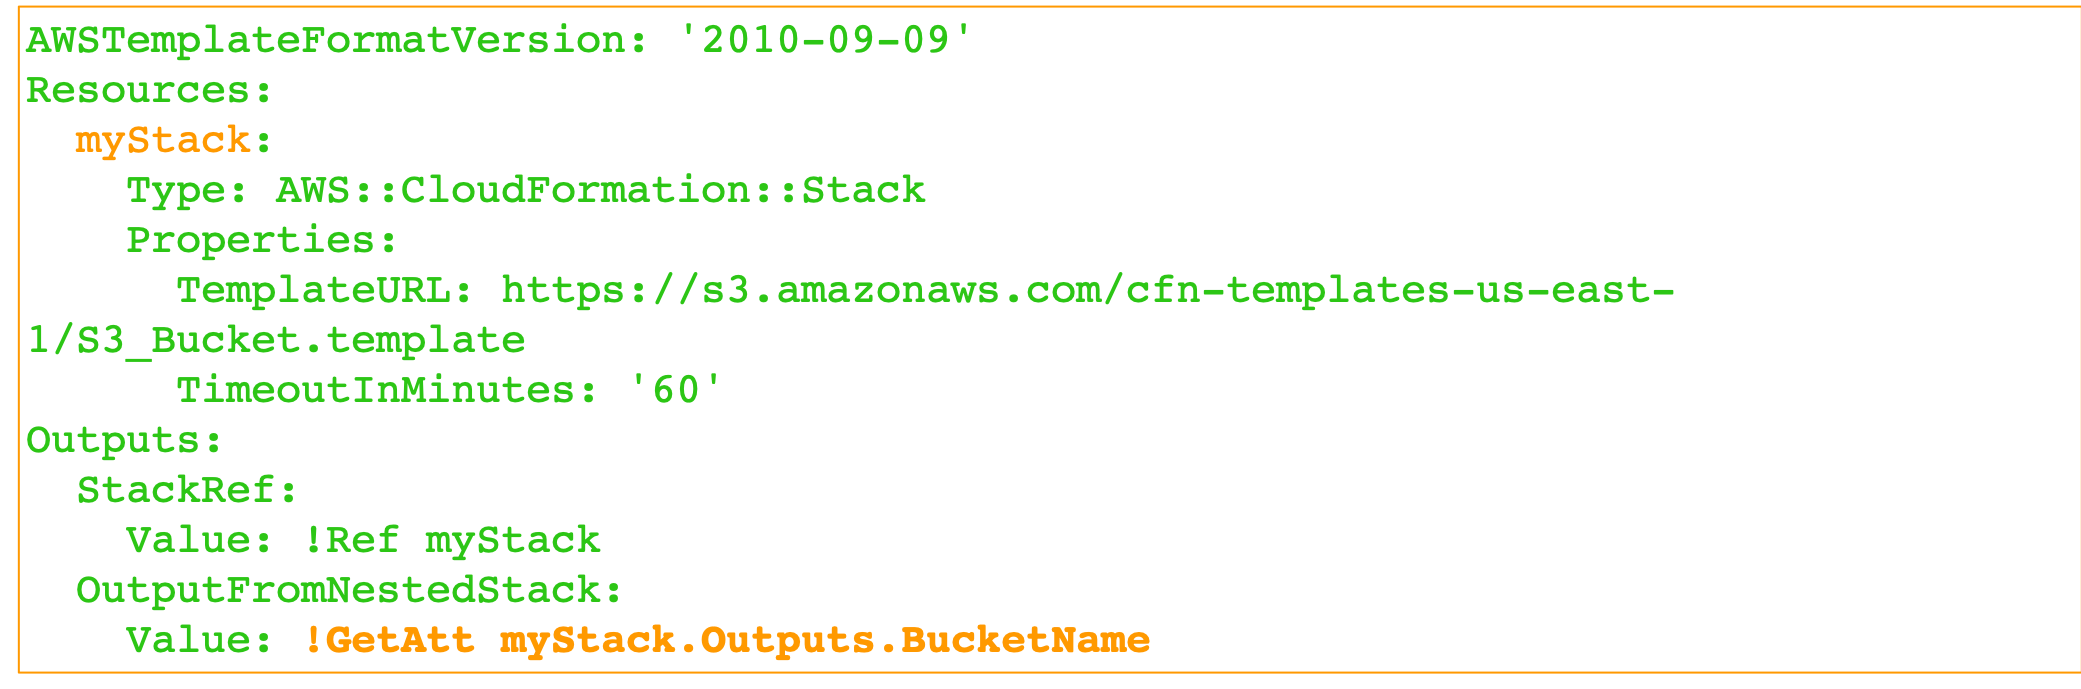 AWSTemplateFormatVersion: '2010-09-09'
Resources:
  myStack:
    Type: AWS::CloudFormation::Stack
    Properties:
      TemplateURL: https://s3.amazonaws.com/cfn-templates-us-east-
1/S3_Bucket.template
      TimeoutInMinutes: '60'
Outputs:
  StackRef:
    Value: !Ref myStack
  OutputFromNestedStack:
    Value: !GetAtt myStack.Outputs.BucketName